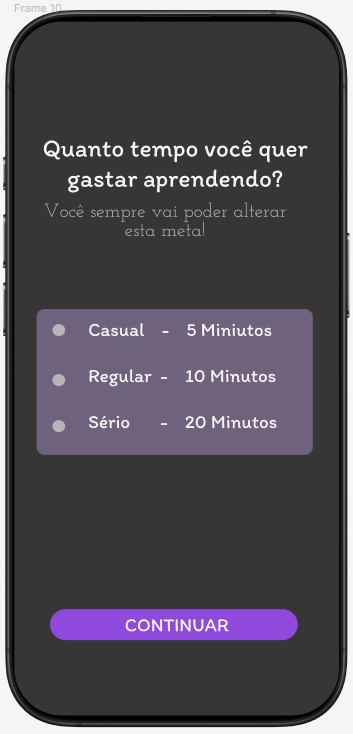 Frame 10
Quanto tempo você quer
gastar aprendendo?
Você sempre vai poder alterar
esta meta!
Casual - 5 Miniutos
Regular - 10 Minutos
Sério - 20 Minutos
CONTINUAR